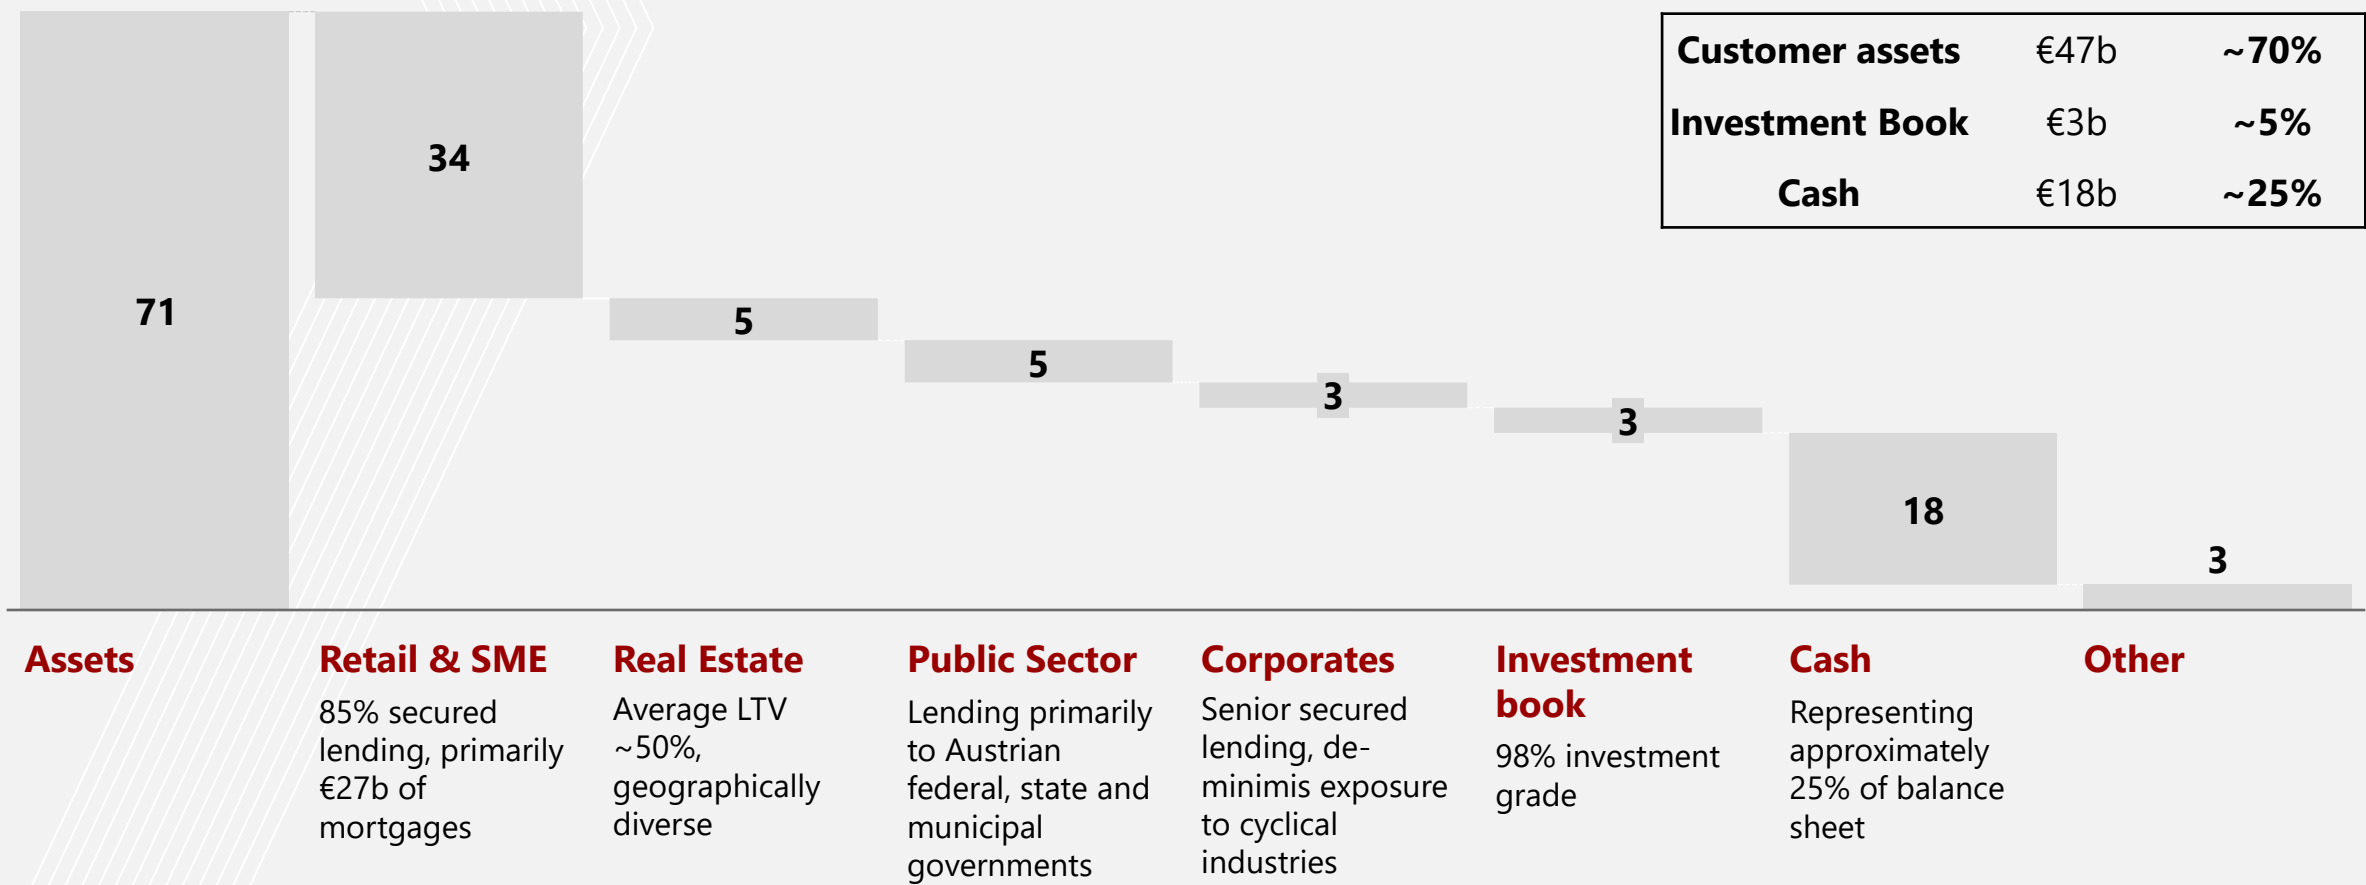 Customer assets €47b ~70%
Investment Book €3b ~5%
Cash €18b ~25%
71
34
5
5
3
3
18
3
Assets
Retail & SME
85% secured
lending, primarily
€27b of
mortgages
Real Estate
Average LTV
~50%,
geographically
diverse
Public Sector
Lending primarily
to Austrian
federal, state and
municipal
governments
Corporates
Senior secured
lending, de-
minimis exposure
to cyclical
industries
Investment
book
98% investment
grade
Cash
Representing
approximately
25% of balance
sheet
Other